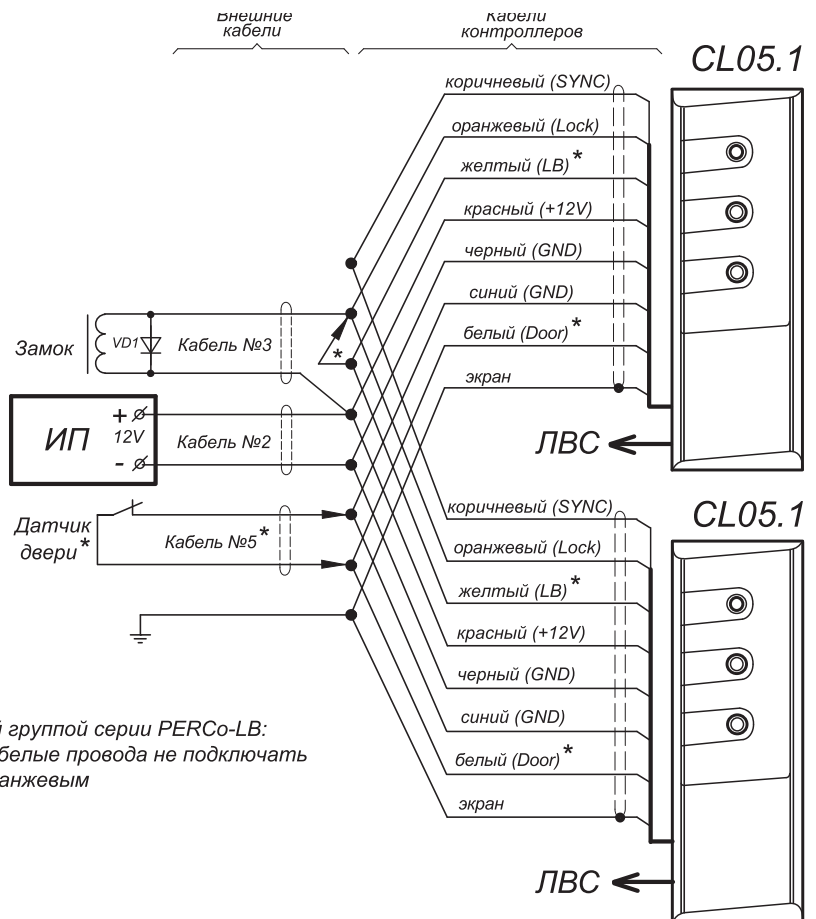 Внешние
кабели
Кабели
контроллеров
CL05.1
коричневый (SYNC)
оранжевый (Lock)
желтый (LB)*
красный (+12V)
черный (GND)
синий (GND)
белый (Door)*
экран
ЛВС
Замок
VD1
Кабель №3
*
ИП
+
12V
-
Кабель №2
Датчик
двери*
Кабель №5*
CL05.1
коричневый (SYNC)
оранжевый (Lock)
желтый (LB)*
красный (+12V)
черный (GND)
синий (GND)
белый (Door)*
экран
ЛВС
й группой серии PERCo-LB:
белые провода не подключать
анжевым